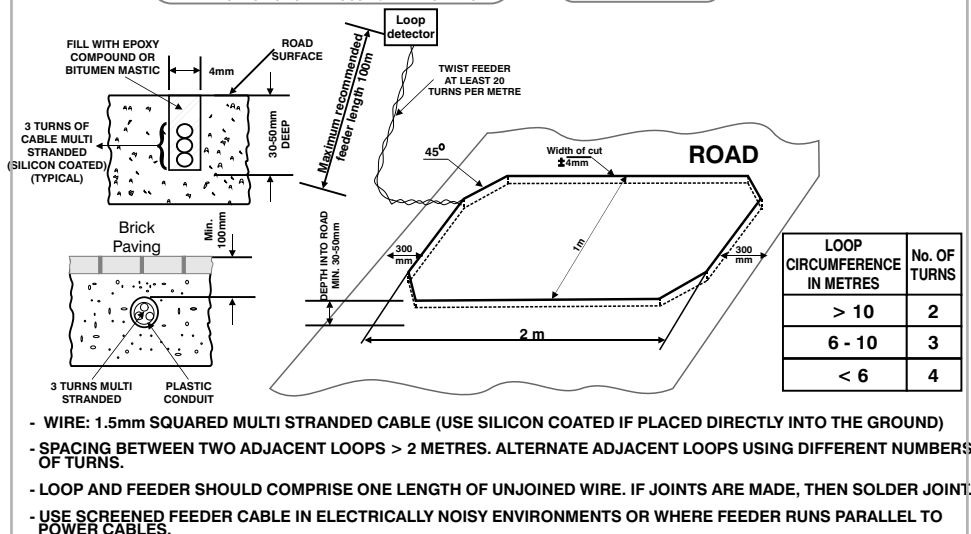 Loop
detector
FILL WITH EPOXY
COMPOUND OR
BITUMEN MASTIC
4mm
ROAD
SURFACE
30-50mm
DEEP
3 TURNS OF
CABLE MULTI
STRANDED
(SILICON COATED)
(TYPICAL)
Maximum recommended
feeder length 100m
TWIST FEEDER
AT LEAST 20
TURNS PER METRE
45⁰
Width of cut
±4mm
ROAD
1m
300
mm
300
mm
DEPTH INTO ROAD
MIN. 30-50mm
2 m
Brick
Paving
Min.
100mm
3 TURNS MULTI
STRANDED
PLASTIC
CONDUIT
LOOP
CIRCUMFERENCE
IN METRES
No. OF
TURNS
> 10 2
6 - 10 3
< 6 4
- WIRE: 1.5mm SQUARED MULTI STRANDED CABLE (USE SILICON COATED IF PLACED DIRECTLY INTO THE GROUND)
- SPACING BETWEEN TWO ADJACENT LOOPS > 2 METRES. ALTERNATE ADJACENT LOOPS USING DIFFERENT NUMBERS
OF TURNS.
- LOOP AND FEEDER SHOULD COMPRISE ONE LENGTH OF UNJOINED WIRE. IF JOINTS ARE MADE, THEN SOLDER JOINT.
- USE SCREENED FEEDER CABLE IN ELECTRICALLY NOISY ENVIRONMENTS OR WHERE FEEDER RUNS PARALLEL TO
POWER CABLES.